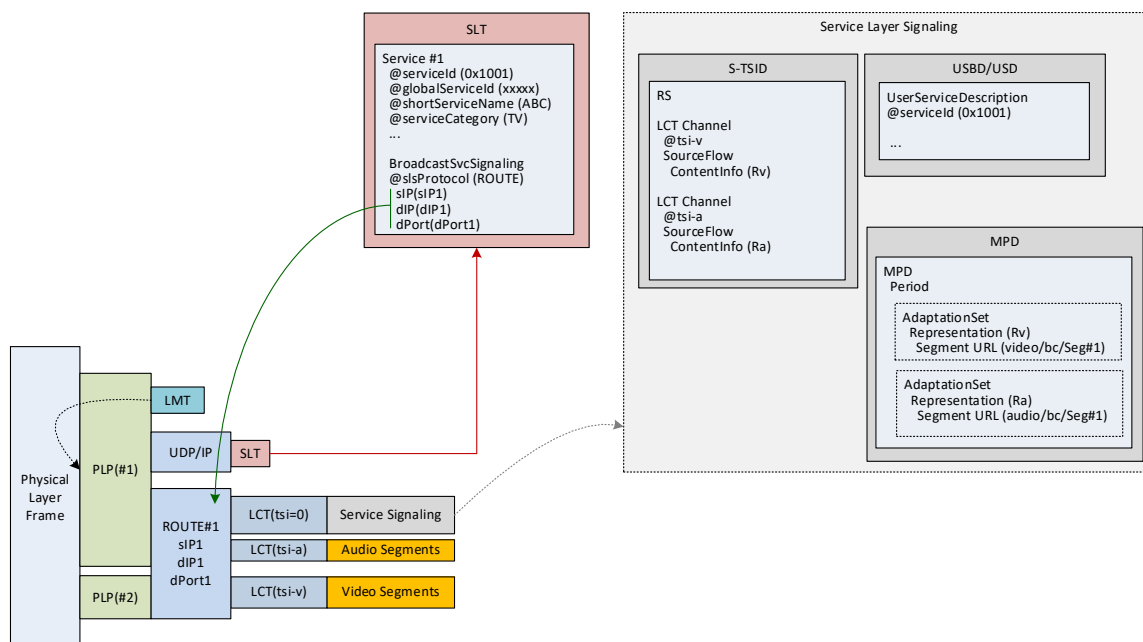 SLT
Service #1
@serviceId (0x1001)
@globalServiceId (xxxxx)
@shortServiceName (ABC)
@serviceCategory (TV)
...
BroadcastSvcSignaling
@slsProtocol (ROUTE)
sIP(sIP1)
dIP(dIP1)
dPort(dPort1)
Service Layer Signaling
S-TSID
RS
LCT Channel
@tsi-v
SourceFlow
ContentInfo (Rv)
LCT Channel
@tsi-a
SourceFlow
ContentInfo (Ra)
USBD/USD
UserServiceDescription
@serviceId (0x1001)
...
MPD
MPD
Period
AdaptationSet
Representation (Rv)
Segment URL (video/bc/Seg#1)
AdaptationSet
Representation (Ra)
Segment URL (audio/bc/Seg#1)
Physical
Layer
Frame
PLP(#1)
PLP(#2)
LMT
UDP/IP
SLT
ROUTE#1
sIP1
dIP1
dPort1
LCT(tsi=0)
Service Signaling
LCT(tsi-a)
Audio Segments
LCT(tsi-v)
Video Segments